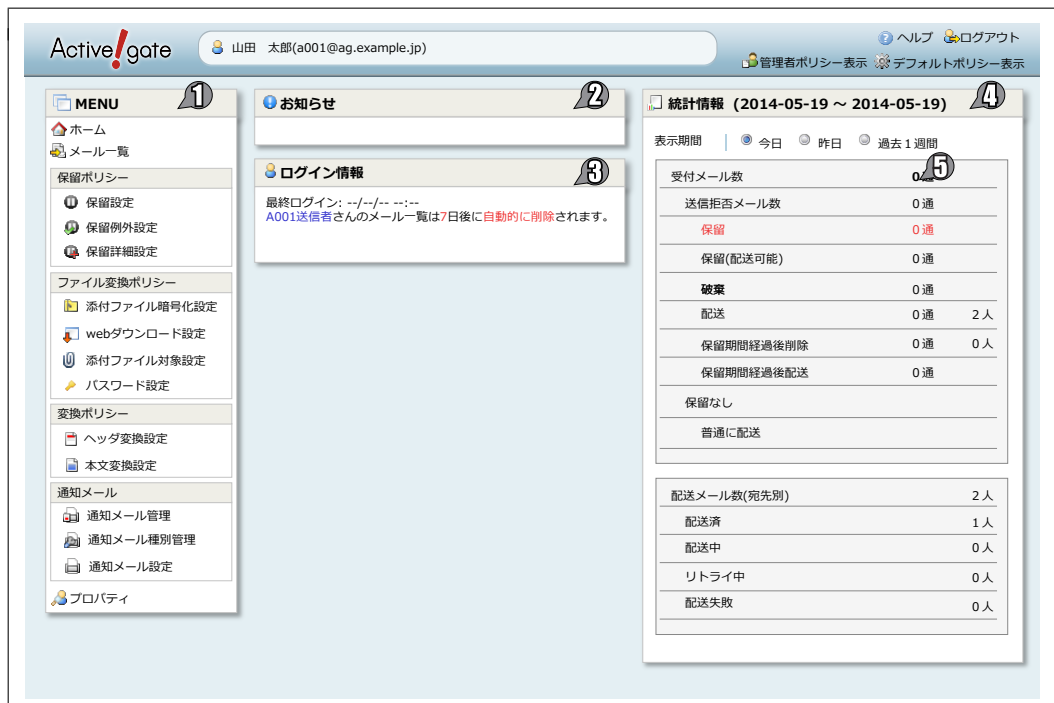 Active!gate
山田　太郎(a001@ag.example.jp)
ヘルプ ログアウト
管理者ポリシー表示 デフォルトポリシー表示
MENU 1
ホーム
メール一覧
保留ポリシー
保留設定
保留例外設定
保留詳細設定
ファイル変換ポリシー
添付ファイル暗号化設定
webダウンロード設定
添付ファイル対象設定
パスワード設定
変換ポリシー
ヘッダ変換設定
本文変換設定
通知メール
通知メール管理
通知メール種別管理
通知メール設定
プロパティ
お知らせ 2
ログイン情報 3
最終ログイン: --/--/-- --:--
A001送信者さんのメール一覧は7日後に自動的に削除されます。
統計情報 (2014-05-19 ～ 2014-05-19) 4
表示期間 今日 昨日 過去１週間
5
受付メール数 0
送信拒否メール数 0 通
保留 0 通
保留(配送可能) 0 通
破棄 0 通
配送 0 通 2 人
保留期間経過後削除 0 通 0 人
保留期間経過後配送 0 通
保留なし
普通に配送
配送メール数(宛先別) 2 人
配送済 1 人
配送中 0 人
リトライ中 0 人
配送失敗 0 人